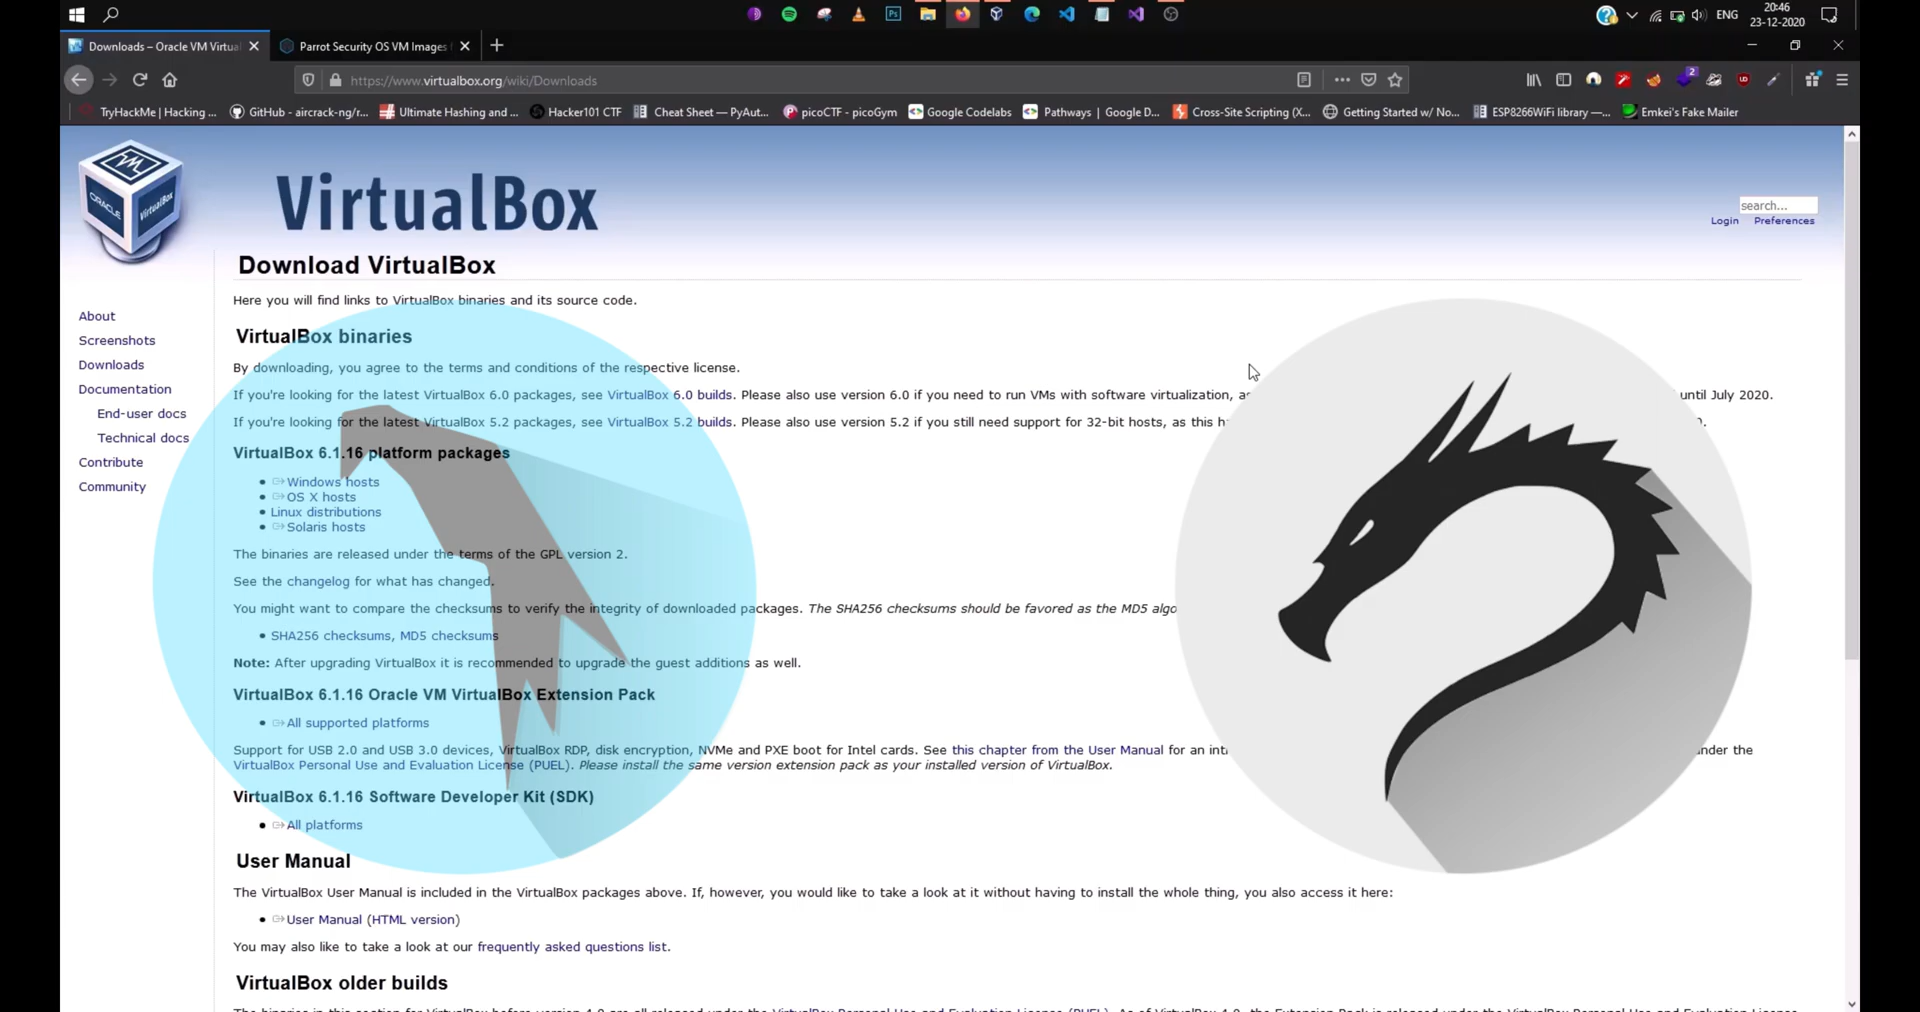 ENG
20:46
23-12-2020
Downloads – Oracle VM Virtual
Parrot Security OS VM Images
https://www.virtualbox.org/wiki/Downloads
2
TryHackMe | Hacking ...
GitHub - aircrack-ng/r...
Ultimate Hashing and ...
Hacker101 CTF
Cheat Sheet — PyAut...
picoCTF - picoGym
Google Codelabs
Pathways | Google D...
Cross-Site Scripting (X...
Getting Started w/ No...
ESP8266WiFi library —...
Emkei's Fake Mailer
ORACLE
VirtualBox
VirtualBox
search...
Login Preferences
About
Screenshots
Downloads
Documentation
End-user docs
Technical docs
Contribute
Community
Download VirtualBox
Here you will find links to VirtualBox binaries and its source code.
VirtualBox binaries
By downloading, you agree to the terms and conditions of the respective license.
If you're looking for the latest VirtualBox 6.0 packages, see VirtualBox 6.0 builds. Please also use version 6.0 if you need to run VMs with software virtualization, as until July 2020.
If you're looking for the latest VirtualBox 5.2 packages, see VirtualBox 5.2 builds. Please also use version 5.2 if you still need support for 32-bit hosts, as this
VirtualBox 6.1.16 platform packages
Windows hosts
OS X hosts
Linux distributions
Solaris hosts
The binaries are released under the terms of the GPL version 2.
See the changelog for what has changed.
You might want to compare the checksums to verify the integrity of downloaded packages. The SHA256 checksums should be favored as the MD5 algo
SHA256 checksums, MD5 checksums
Note: After upgrading VirtualBox it is recommended to upgrade the guest additions as well.
VirtualBox 6.1.16 Oracle VM VirtualBox Extension Pack
All supported platforms
Support for USB 2.0 and USB 3.0 devices, VirtualBox RDP, disk encryption, NVMe and PXE boot for Intel cards. See this chapter from the User Manual for an under the
VirtualBox Personal Use and Evaluation License (PUEL). Please install the same version extension pack as your installed version of VirtualBox.
VirtualBox 6.1.16 Software Developer Kit (SDK)
All platforms
User Manual
The VirtualBox User Manual is included in the VirtualBox packages above. If, however, you would like to take a look at it without having to install the whole thing, you also access it here:
User Manual (HTML version)
You may also like to take a look at our frequently asked questions list.
VirtualBox older builds